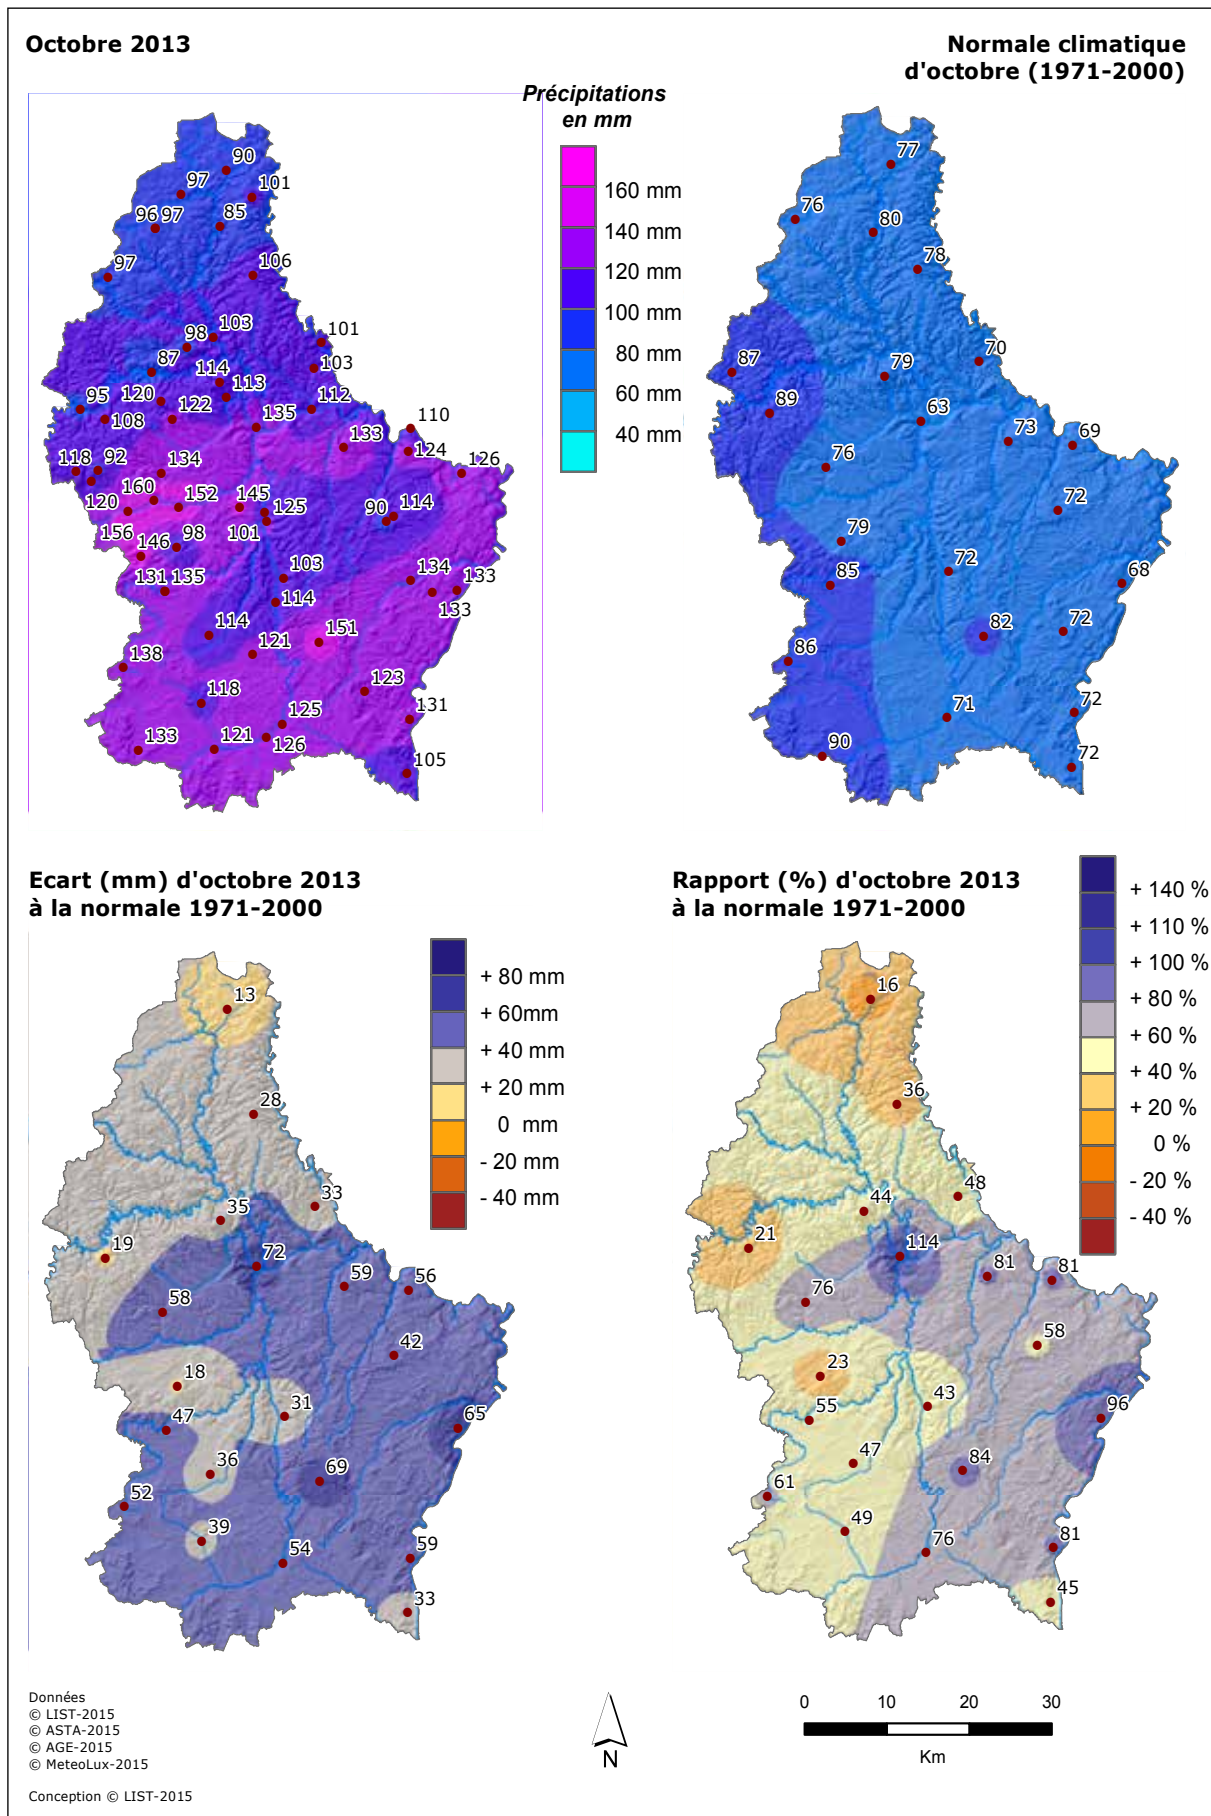 Octobre 2013
Normale climatique
d'octobre (1971-2000)
Précipitations
en mm
160 mm
140 mm
120 mm
100 mm
80 mm
60 mm
40 mm
90
97
101
96 97
85
97
106
98 103
101
87
114
103
95
120
113
112
108
122
135
110
133
124
118 92
134
126
120
160
152
145
125
90 114
156
98
101
146
131 135
103
134
133
114
133
114
121
151
138
123
118
125
131
133
121
126
105
77
76
80
78
87
79
70
89
63
73
69
76
72
79
85
72
68
82
72
86
71
72
90
72
Ecart (mm) d'octobre 2013
à la normale 1971-2000
+ 80 mm
+ 60mm
+ 40 mm
+ 20 mm
0 mm
- 20 mm
- 40 mm
13
28
35
33
19
72
59
56
58
42
18
31
47
65
36
69
52
39
54
59
33
Rapport (%) d'octobre 2013
à la normale 1971-2000
+ 140 %
+ 110 %
+ 100 %
+ 80 %
+ 60 %
+ 40 %
+ 20 %
0 %
- 20 %
- 40 %
16
36
44
48
21
114
81
81
76
58
23
43
55
96
47
84
61
49
76
81
45
Données
© LIST-2015
© ASTA-2015
© AGE-2015
© MeteoLux-2015
Conception © LIST-2015
N
0 10 20 30
Km